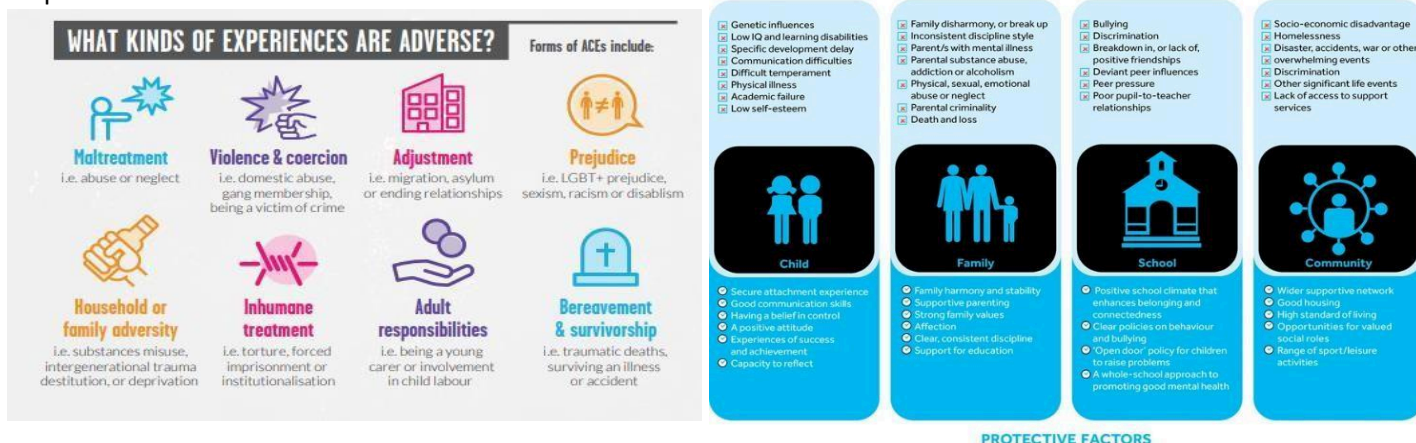 WHAT KINDS OF EXPERIENCES ARE ADVERSE?
Forms of ACEs include:
Maltreatment
i.e. abuse or neglect
Violence & coercion
i.e. domestic abuse,
gang membership,
being a victim of crime
Adjustment
i.e. migration, asylum
or ending relationships
Prejudice
i.e. LGBT+ prejudice,
sexism, racism or disablism
Household or
family adversity
i.e. substances misuse,
intergenerational trauma
destitution, or deprivation
Inhumane
treatment
i.e. torture, forced
imprisonment or
institutionalisation
Adult
responsibilities
i.e. being a young
carer or involvement
in child labour
Bereavement
& survivorship
i.e. traumatic deaths,
surviving an illness
or accident
Genetic influences
Low IQ and learning disabilities
Specific development delay
Communication difficulties
Difficult temperament
Physical illness
Academic failure
Low self-esteem
Child
Secure attachment experience
Good communication skills
Having a belief in control
A positive attitude
Experiences of success
and achievement
Capacity to reflect
Family disharmony, or break up
Inconsistent discipline style
Parent/s with mental illness
Parental substance abuse,
addiction or alcoholism
Physical, sexual, emotional
abuse or neglect
Parental criminality
Death and loss
Family
Family harmony and stability
Supportive parenting
Strong family values
Affection
Clear, consistent discipline
Support for education
Bullying
Discrimination
Breakdown in, or lack of,
positive friendships
Deviant peer influences
Peer pressure
Poor pupil-to-teacher
relationships
School
Positive school climate that
enhances belonging and
connectedness
Clear policies on behaviour
and bullying
'Open door' policy for children
to raise problems
A whole-school approach to
promoting good mental health
Socio-economic disadvantage
Homelessness
Disaster, accidents, war or other
overwhelming events
Discrimination
Other significant life events
Lack of access to support
services
Community
Wider supportive network
Good housing
High standard of living
Opportunities for valued
social roles
Range of sport/leisure
activities
PROTECTIVE FACTORS